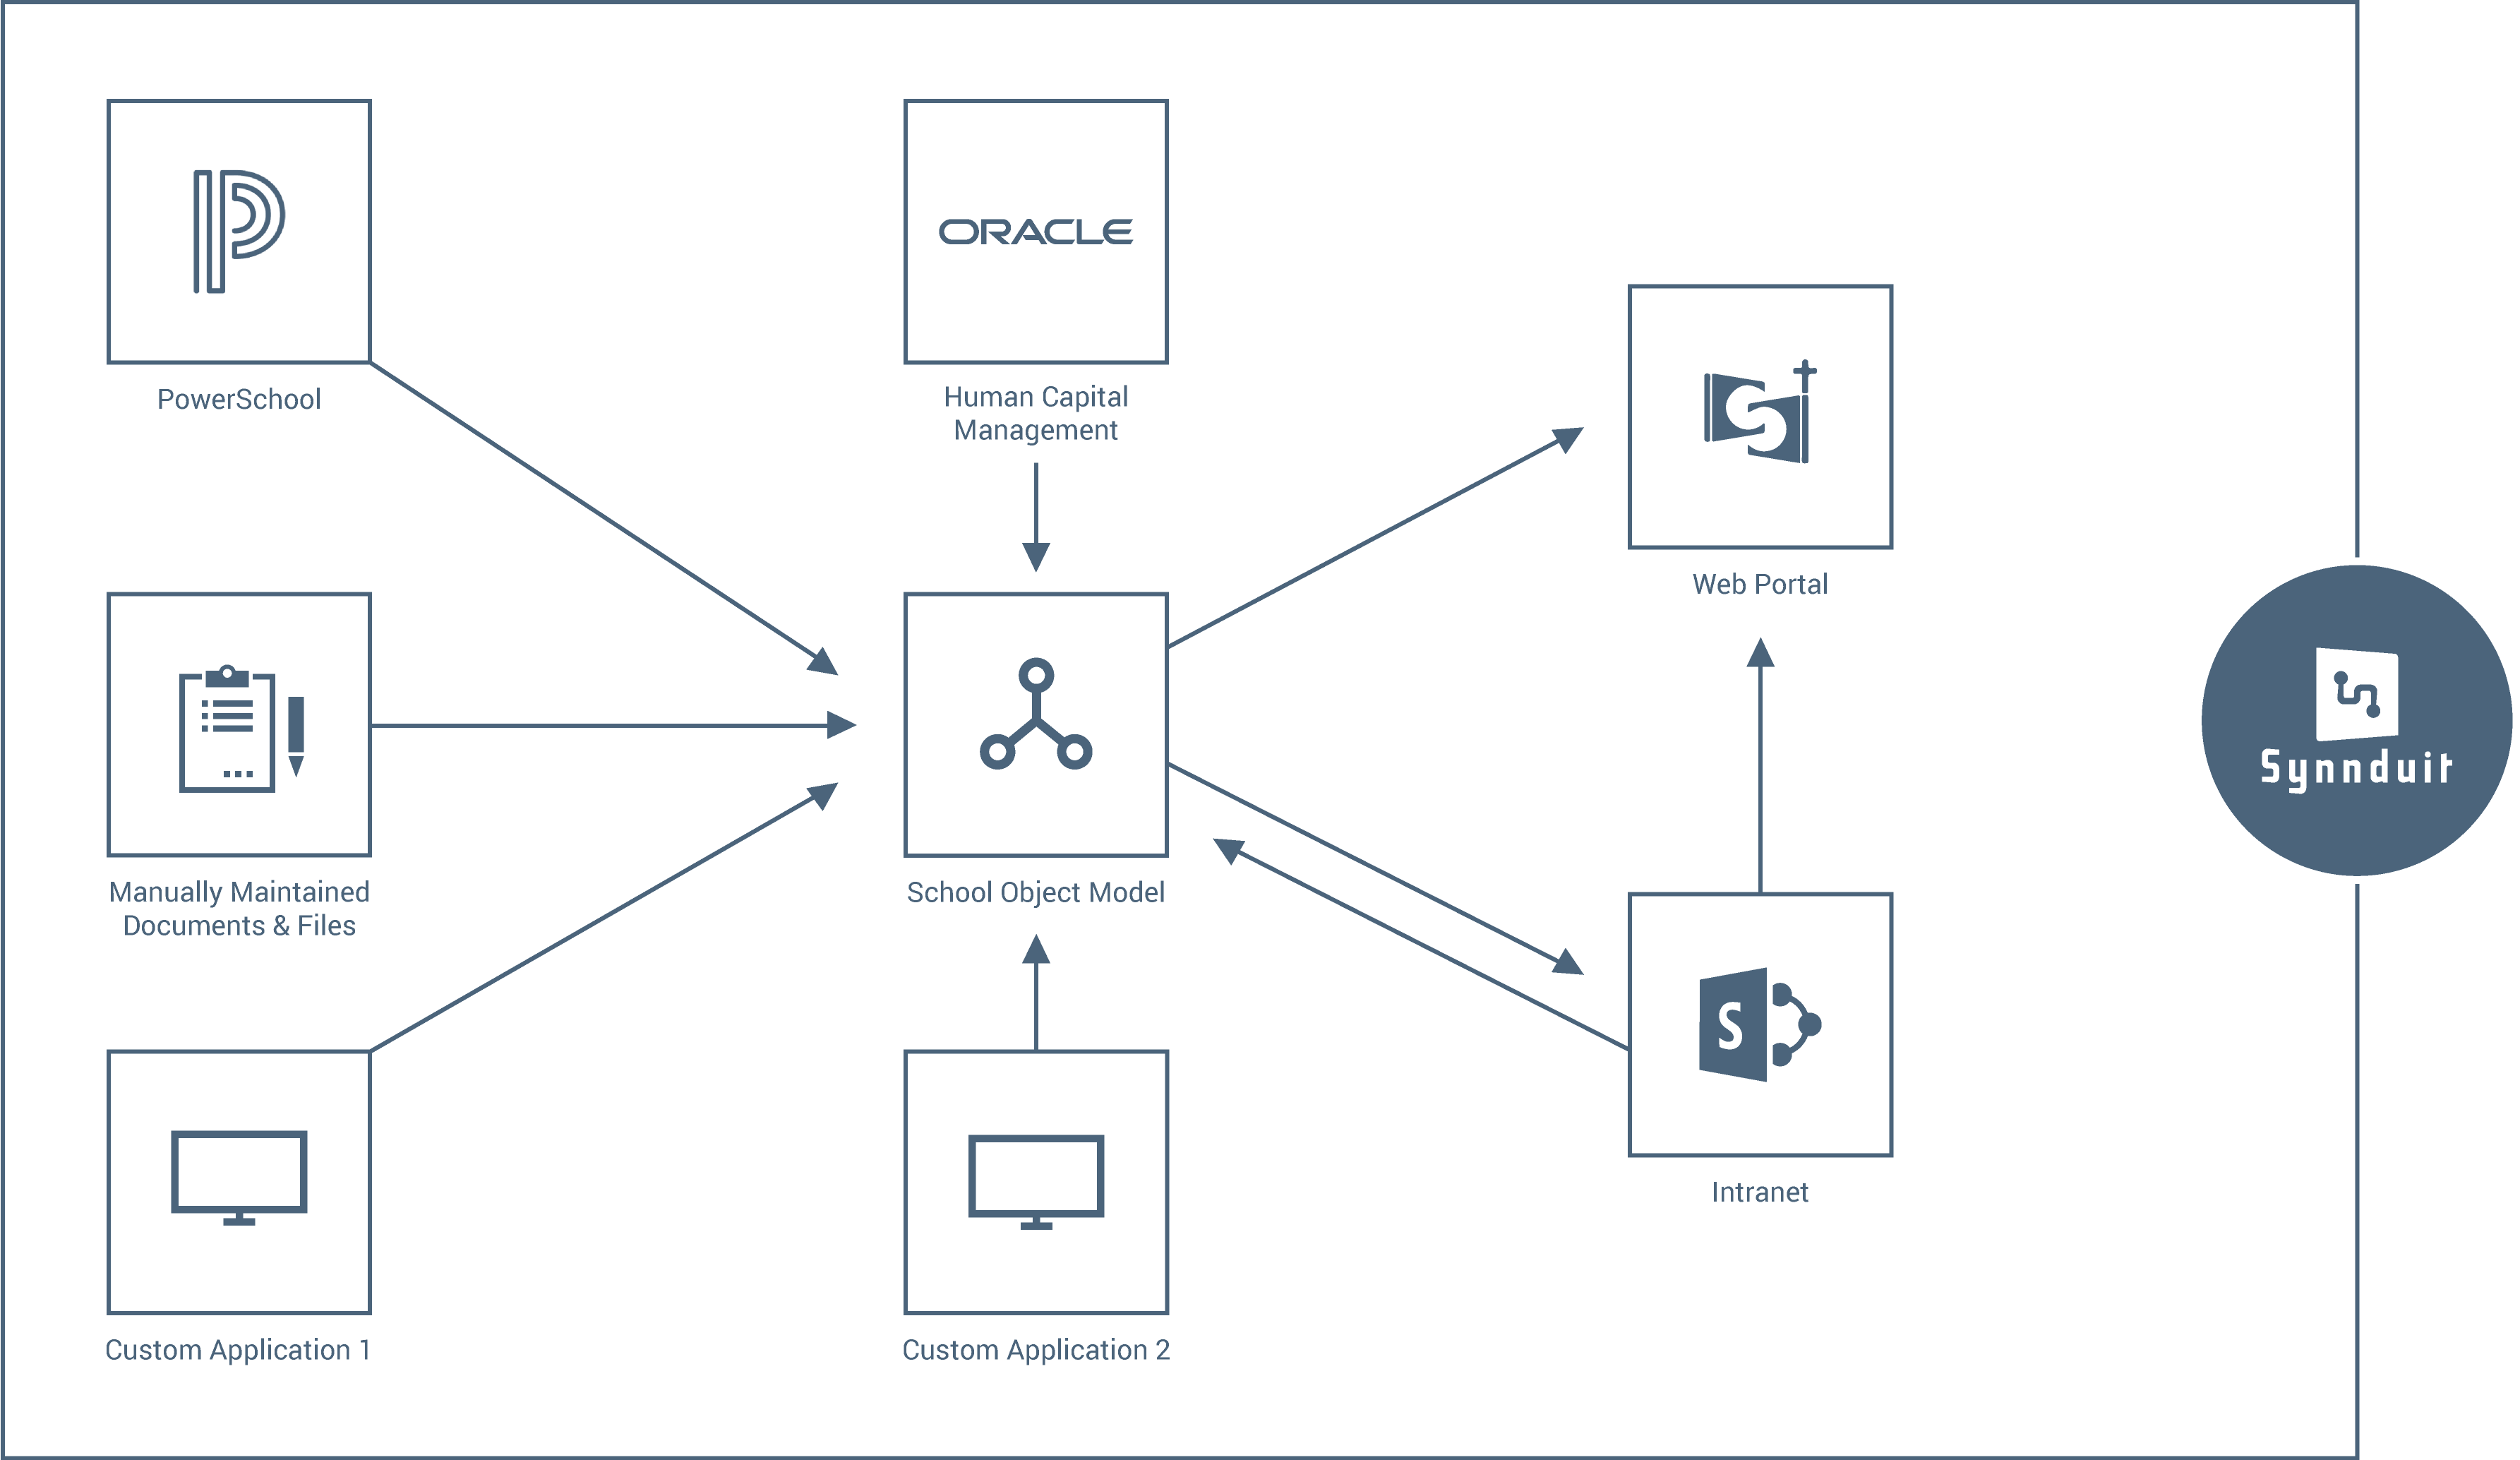 ORACLE
PowerSchool
Human Capital
Management
Web Portal
Synnduit
Manually Maintained
Documents & Files
School Object Model
S
Intranet
Custom Application 1
Custom Application 2